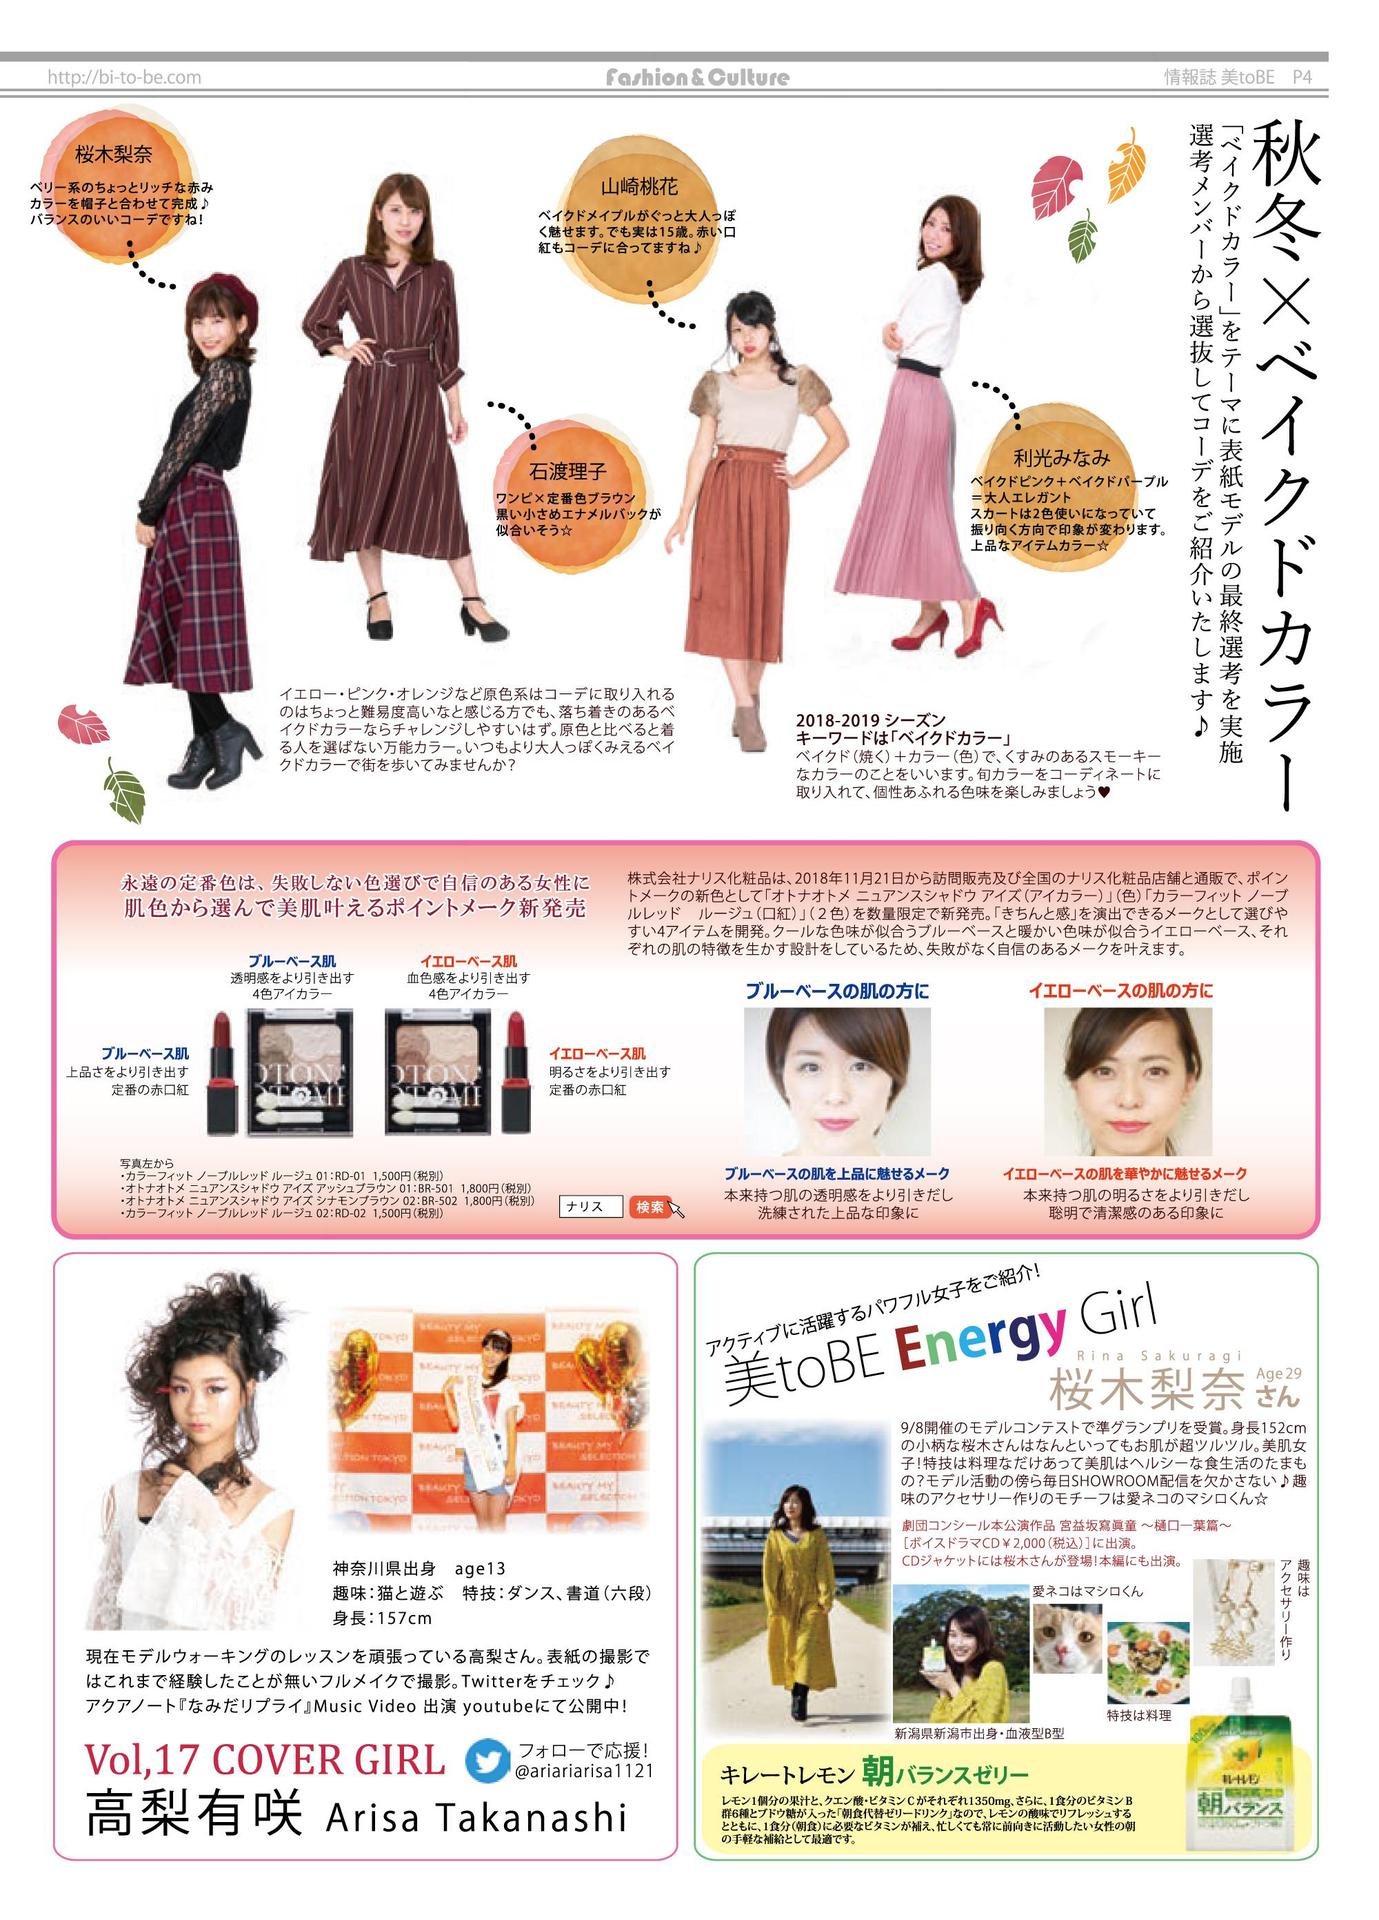 http://bi-to-be.com
Fashion & Culture
情報誌 美toBE P4
秋冬×ベイクドカラー
「ベイクドカラー」をテーマに表紙モデルの最終選考を実施
選考メンバーから選抜してコーデをご紹介いたします♪
桜木梨奈
ベリー系のちょっとリッチな赤み
カラーを帽子と合わせて完成♪
バランスのいいコーデですね!
山崎桃花
ベイクドメイプルがぐっと大人っぽ
く魅せます。でも実は15歳。赤い口
紅もコーデに合ってますね♪
石渡理子
ワンピ×定番色ブラウン
黒い小さめエナメルバックが
似合いそう☆
利光みなみ
ベイクドピンク+ベイクドパープル
=大人エレガント
スカートは2色使いになっていて
振り向く方向で印象が変わります。
上品なアイテムカラー☆
イエロー・ピンク・オレンジなど原色系はコーデに取り入れる
のはちょっと難易度高いなと感じる方でも、落ち着きのあるベ
イクドカラーならチャレンジしやすいはず。原色と比べると着
る人を選ばない万能カラー。いつもより大人っぽくみえるベイ
クドカラーで街を歩いてみませんか?
2018-2019 シーズン
キーワードは「ベイクドカラー」
ベイクド(焼く)+カラー(色)で、くすみのあるスモーキー
なカラーのことをいいます。旬カラーをコーディネートに
取り入れて、個性あふれる色味を楽しみましょう♥
永遠の定番色は、失敗しない色選びで自信のある女性に
肌色から選んで美肌叶えるポイントメーク新発売
株式会社ナリス化粧品は、2018年11月21日から訪問販売及び全国のナリス化粧品店舗と通販で、ポイン
トメークの新色として「オトナオトメ ニュアンスシャドウ アイズ(アイカラー)」(色)「カラーフィット ノーブ
ルレッド ルージュ(口紅)」(2色)を数量限定で新発売。「きちんと感」を演出できるメークとして選びや
すい4アイテムを開発。クールな色味が似合うブルーベースと暖かい色味が似合うイエローベース、それ
ぞれの肌の特徴を生かす設計をしているため、失敗がなく自信のあるメークを叶えます。
ブルーベース肌
透明感をより引き出す
4色アイカラー
イエローベース肌
血色感をより引き出す
4色アイカラー
ブルーベース肌
上品さをより引き出す
定番の赤口紅
イエローベース肌
明るさをより引き出す
定番の赤口紅
写真左から
・カラーフィット ノーブルレッド ルージュ 01:RD-01 1,500円(税別)
・オトナオトメ ニュアンスシャドウ アイズ アッシュブラウン 01:BR-501 1,800円(税別)
・オトナオトメ ニュアンスシャドウ アイズ シナモンブラウン 02:BR-502 1,800円(税別)
・カラーフィット ノーブルレッド ルージュ 02:RD-02 1,500円(税別)
ナリス 検索
ブルーベースの肌の方に
ブルーベースの肌を上品に魅せるメーク
本来持つ肌の透明感をより引きだし
洗練された上品な印象に
イエローベースの肌の方に
イエローベースの肌を華やかに魅せるメーク
本来持つ肌の明るさをより引きだし
聡明で清潔感のある印象に
神奈川県出身 age13
趣味:猫と遊ぶ 特技:ダンス、書道(六段)
身長:157cm
現在モデルウォーキングのレッスンを頑張っている高梨さん。表紙の撮影で
はこれまで経験したことが無いフルメイクで撮影。Twitterをチェック♪
アクアノート『なみだリプライ』Music Video 出演 youtubeにて公開中!
Vol,17 COVER GIRL
フォローで応援!
@ariariarisa1121
高梨有咲 Arisa Takanashi
アクティブに活躍するパワフル女子をご紹介!
美toBE Energy Girl
Rina Sakuragi
桜木梨奈さん
Age 29
9/8開催のモデルコンテストで準グランプリを受賞。身長152cm
の小柄な桜木さんはなんといってもお肌が超ツルツル。美肌女
子!特技は料理なだけあって美肌はヘルシーな食生活のたまも
の?モデル活動の傍ら毎日SHOWROOM配信を欠かさない♪趣
味のアクセサリー作りのモチーフは愛ネコのマシロくん☆
劇団コンシール本公演作品 宮益坂寫眞童 〜樋口一葉篇〜
[ボイスドラマCD¥2,000(税込)]に出演。
CDジャケットには桜木さんが登場!本編にも出演。
愛ネコはマシロくん
趣味は
アクセサリー作り
特技は料理
新潟県新潟市出身・血液型B型
キレートレモン 朝バランスゼリー
レモン1個分の果汁と、クエン酸・ビタミンCがそれぞれ1350mg、さらに、1食分のビタミンB
群6種とブドウ糖が入った「朝食代替ゼリードリンク」なので、レモンの酸味でリフレッシュする
とともに、1食分(朝食)に必要なビタミンが補え、忙しくても常に前向きに活動したい女性の朝
の手軽な補給として最適です。
キレートレモン
朝バランス